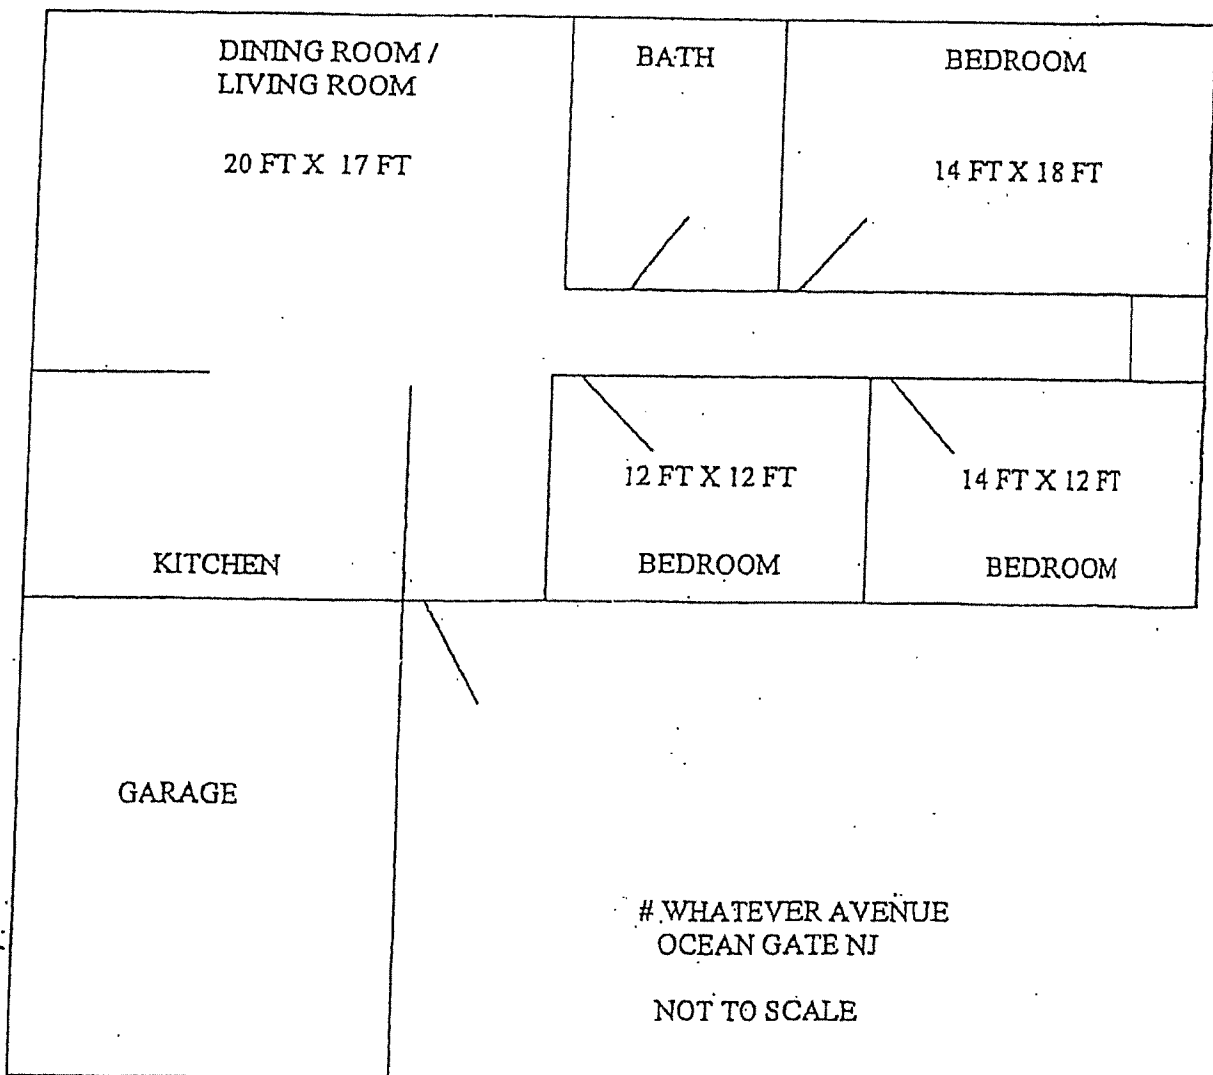 DINING ROOM /
LIVING ROOM
20 FT X 17 FT
BATH
BEDROOM
14 FT X 18 FT
12 FT X 12 FT
BEDROOM
14 FT X 12 FT
BEDROOM
KITCHEN
GARAGE
# WHATEVER AVENUE
OCEAN GATE NJ
NOT TO SCALE